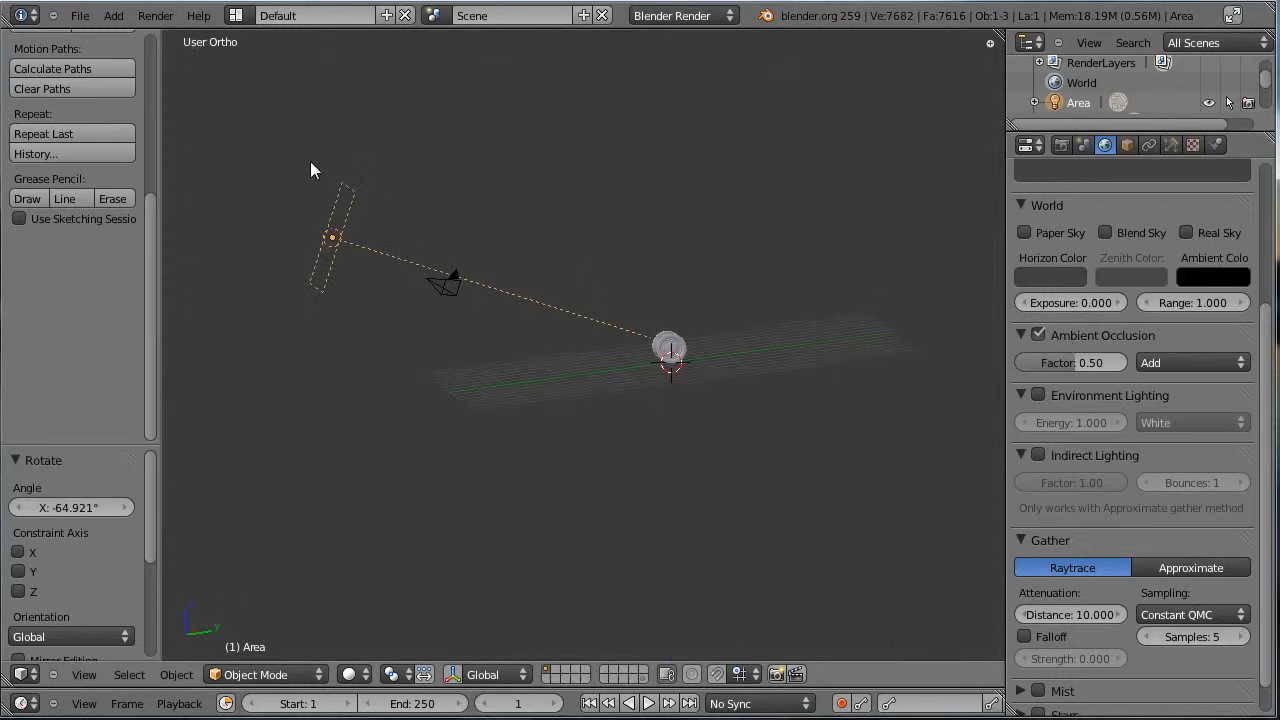 File Add Render Help Default Scene Blender Render blender.org 259 | Ve:7682 | Fa:7616 | Ob:1-3 | La:1 | Mem:18.19M (0.56M) | Area
User Ortho
Motion Paths:
Calculate Paths
Clear Paths
Repeat:
Repeat Last
History...
Grease Pencil:
Draw Line Erase
Use Sketching Sessio
Rotate
Angle
X: -64.921°
Constraint Axis
X
Y
Z
Orientation
Global
(1) Area
View Select Object Object Mode Global
View Frame Playback Start: 1 End: 250 1 No Sync
View Search All Scenes
RenderLayers
World
Area
World
Paper Sky Blend Sky Real Sky
Horizon Color Zenith Color: Ambient Colo
Exposure: 0.000 Range: 1.000
Ambient Occlusion
Factor: 0.50 Add
Environment Lighting
Energy: 1.000 White
Indirect Lighting
Factor: 1.00 Bounces: 1
Only works with Approximate gather method
Gather
Raytrace Approximate
Attenuation: Sampling:
Distance: 10.000 Constant QMC
Falloff Samples: 5
Strength: 0.000
Mist